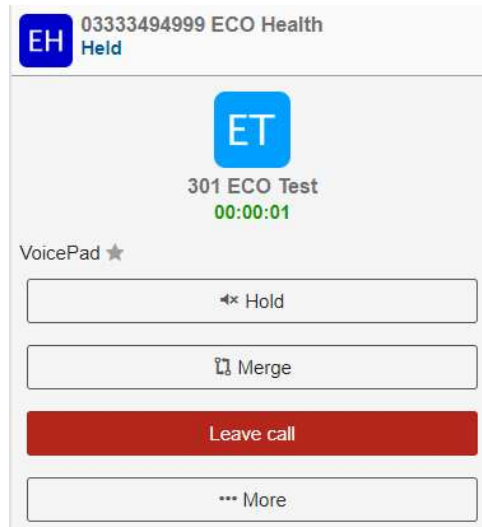 EH
03333494999 ECO Health
Held
ET
301 ECO Test
00:00:01
VoicePad
Hold
Merge
Leave call
More